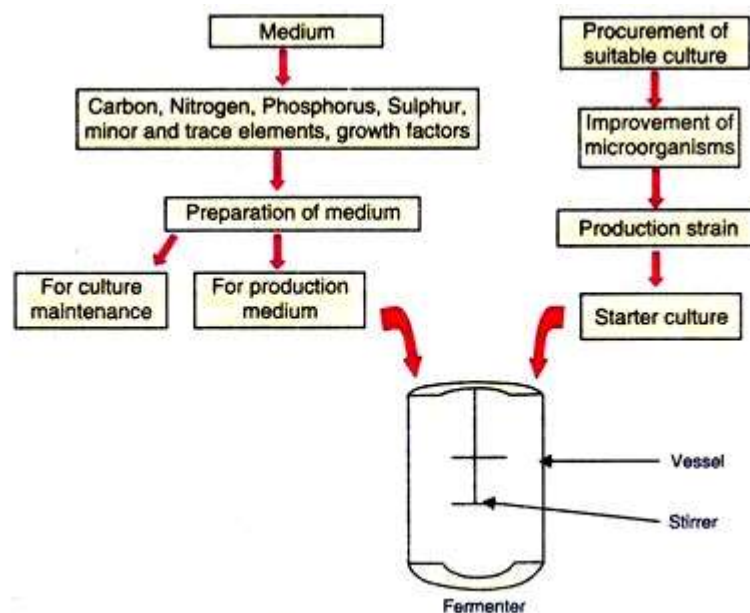 Medium
Carbon, Nitrogen, Phosphorus, Sulphur,
minor and trace elements, growth factors
Preparation of medium
For culture
maintenance
For production
medium
Procurement of
suitable culture
Improvement of
microorganisms
Production strain
Starter culture
Vessel
Stirrer
Fermenter